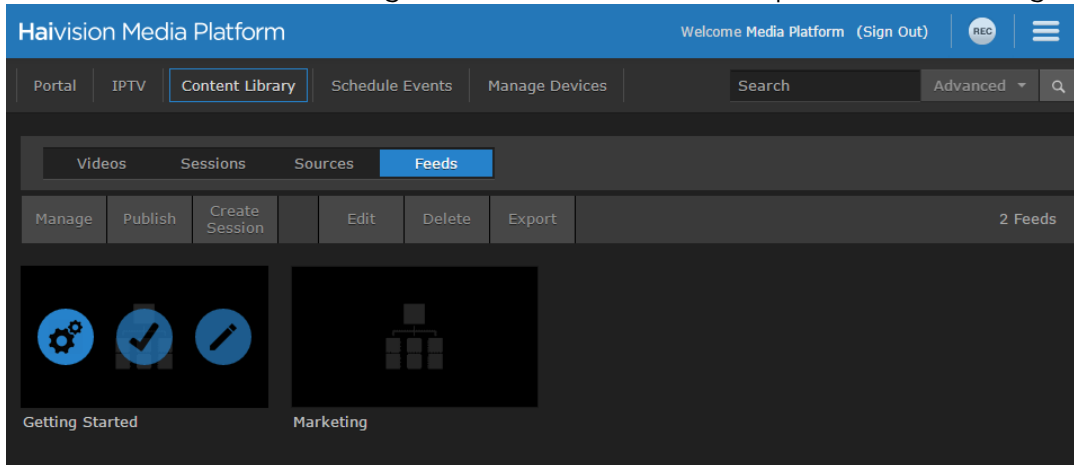 Haivision Media Platform
Welcome Media Platform (Sign Out)
REC
Portal IPTV Content Library Schedule Events Manage Devices
Search Advanced
Videos Sessions Sources Feeds
Manage Publish Create Session Edit Delete Export 2 Feeds
Getting Started Marketing